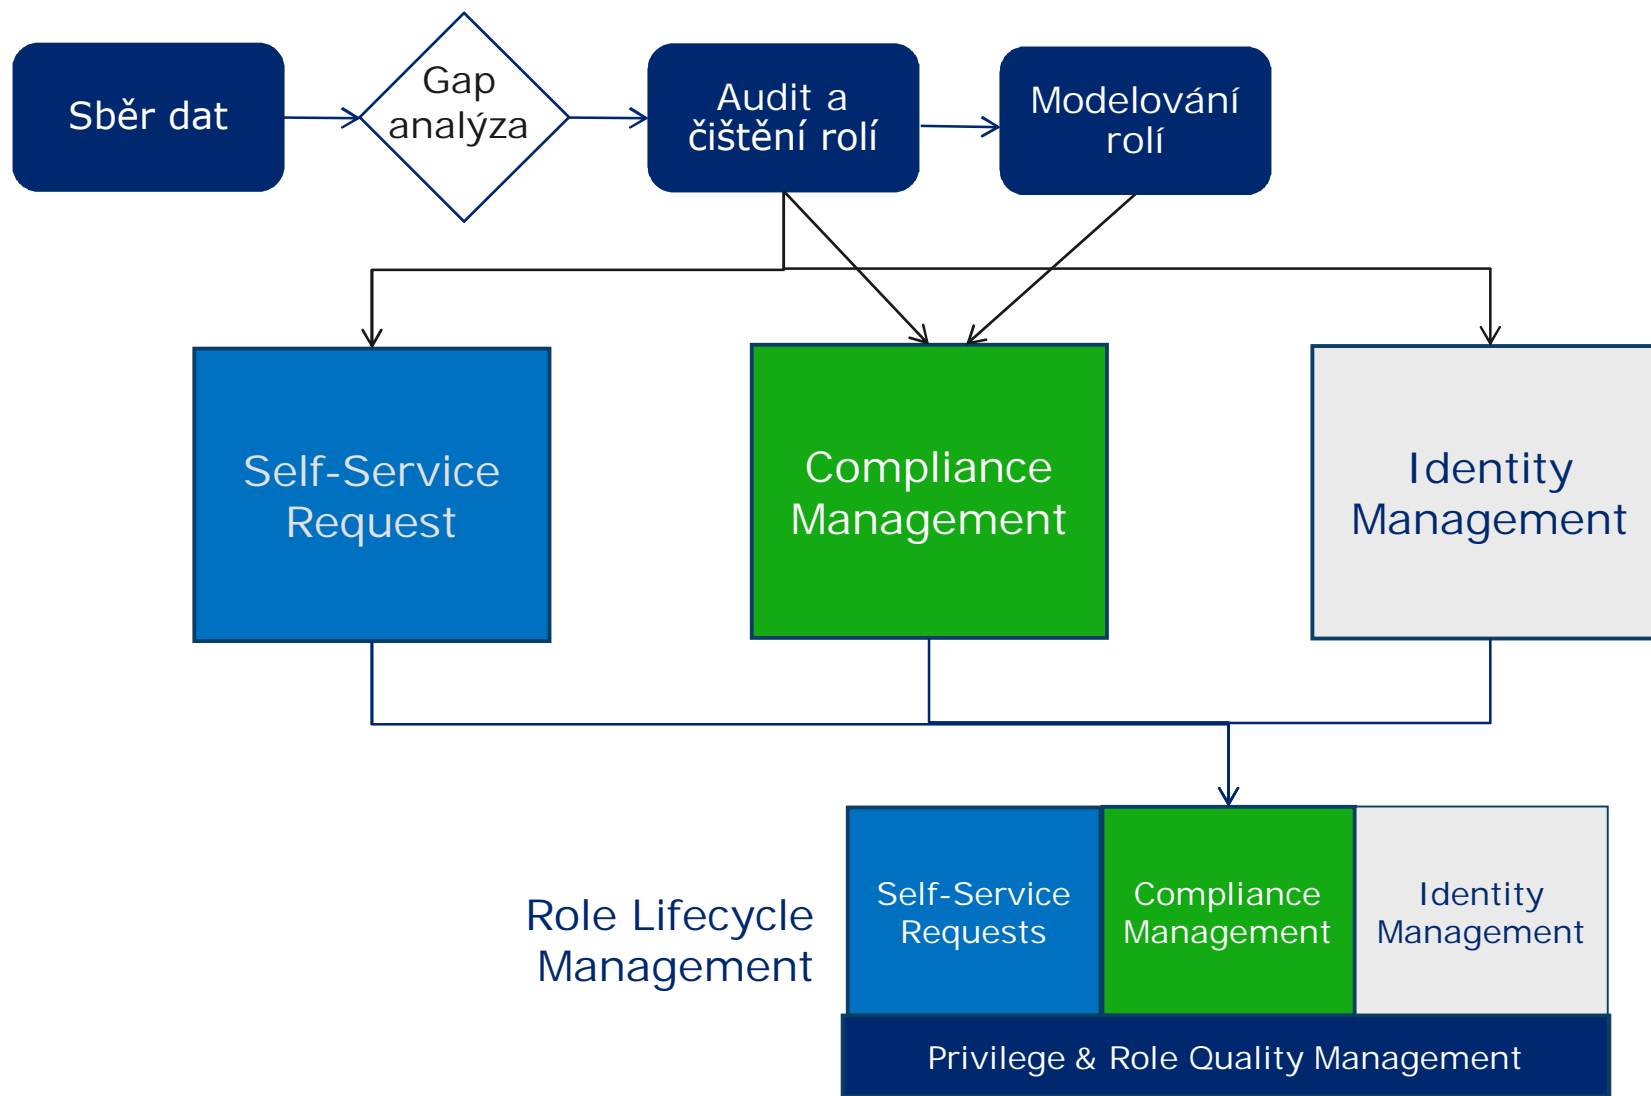 Sběr dat
Gap
analýza
Audit a
čištění rolí
Modelování
rolí
Self-Service
Request
Compliance
Management
Identity
Management
Role Lifecycle
Management
Self-Service
Requests
Compliance
Management
Identity
Management
Privilege & Role Quality Management